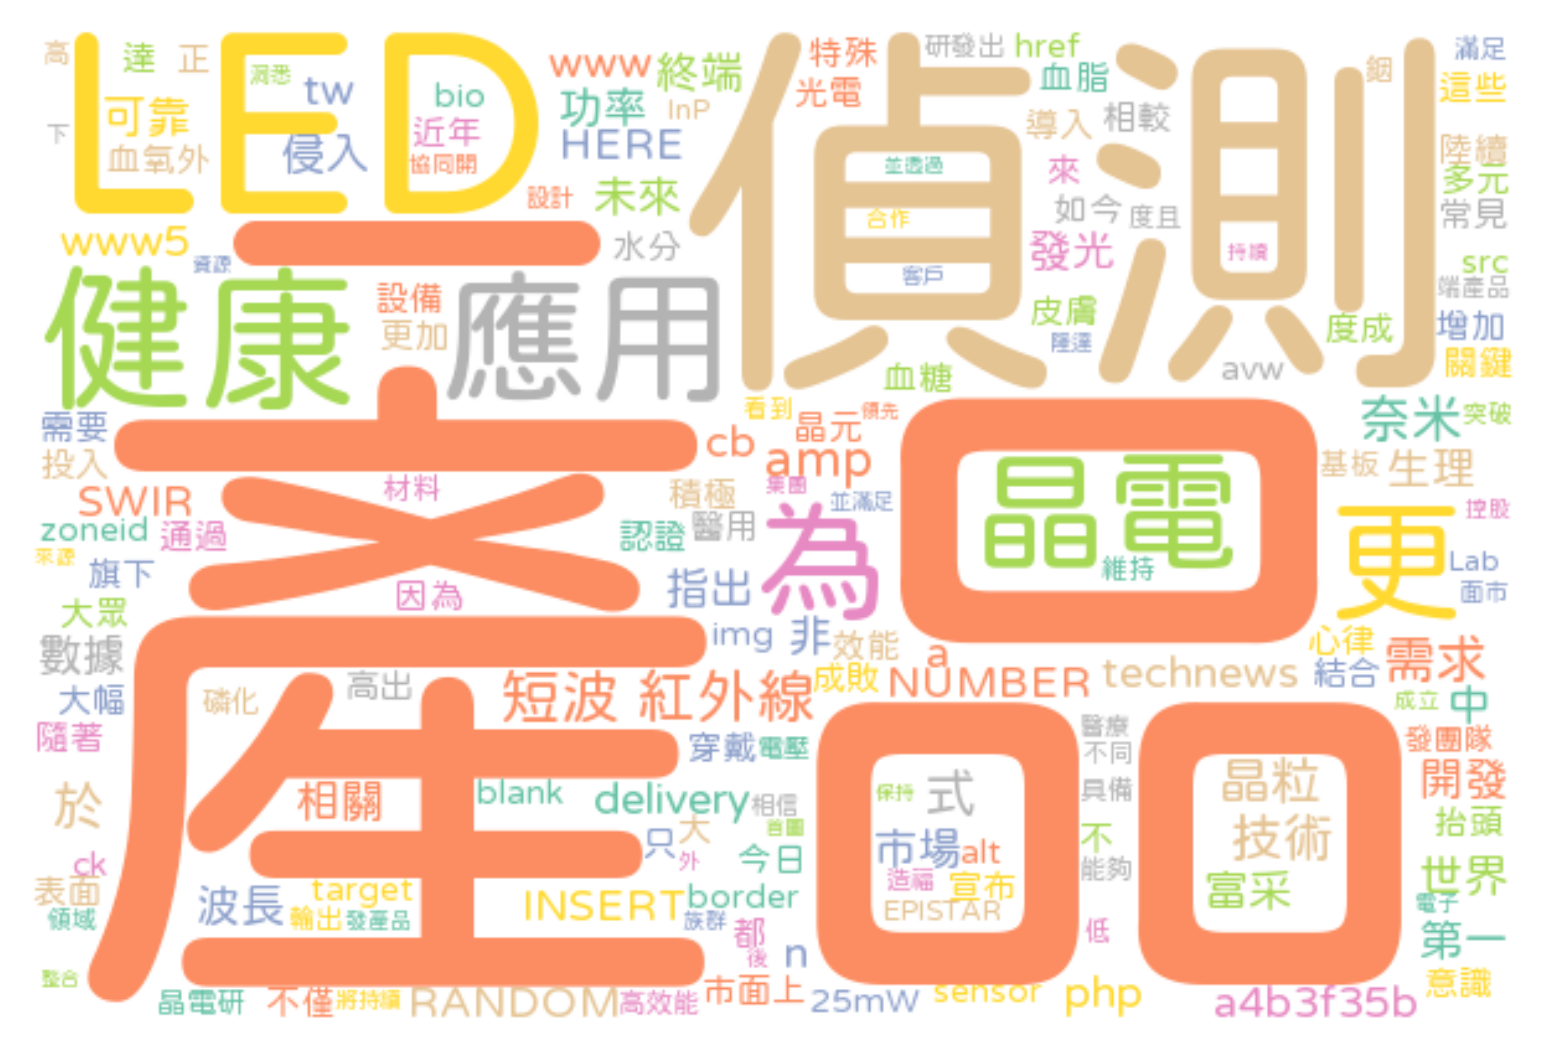 高
達
正
洞悉
tw
bio
www
終端
特殊
研發出
href
滿足
LED
偵測
下
可靠
血氧外
侵入
近年
協同開
功率
InP
HERE
光電
血脂
銦
這些
導入
相較
陸續
並透過
來
多元
設計
未來
合作
如今
度且
常見
www5
資源
水分
發光
持續
src
客戶
端產品
健康
設備
更加
應用
皮膚
隆達
度成
增加
血糖
avw
關鍵
需要
看到
晶元
領先
奈米
突破
投入
cb
amp
基板
生理
產品
SWIR
材料
積極
集團
並滿足
晶電
控股
zoneid
通過
認證
醫用
為
更
來源
旗下
維持
Lab
因為
指出
面市
大眾
數據
img
非
效能
a
心律
需求
大幅
磷化
高出
短波
紅外線
成敗
NUMBER
technews
結合
成立
中
隨著
穿戴
電壓
醫療
不同
發團隊
於
相關
blank
delivery
相信
保持
式
具備
晶粒
開發
首圖
只
大
外
今日
市場
alt
不
技術
抬頭
ck
表面
能夠
世界
波長
target
INSERT
border
造福
宣布
富采
領域
輸出
發產品
族群
EPISTAR
電子
都
後
n
低
第一
整合
晶電研
不僅
將持續
RANDOM
高效能
市面上
25mW
sensor
php
a4b3f35b
意識